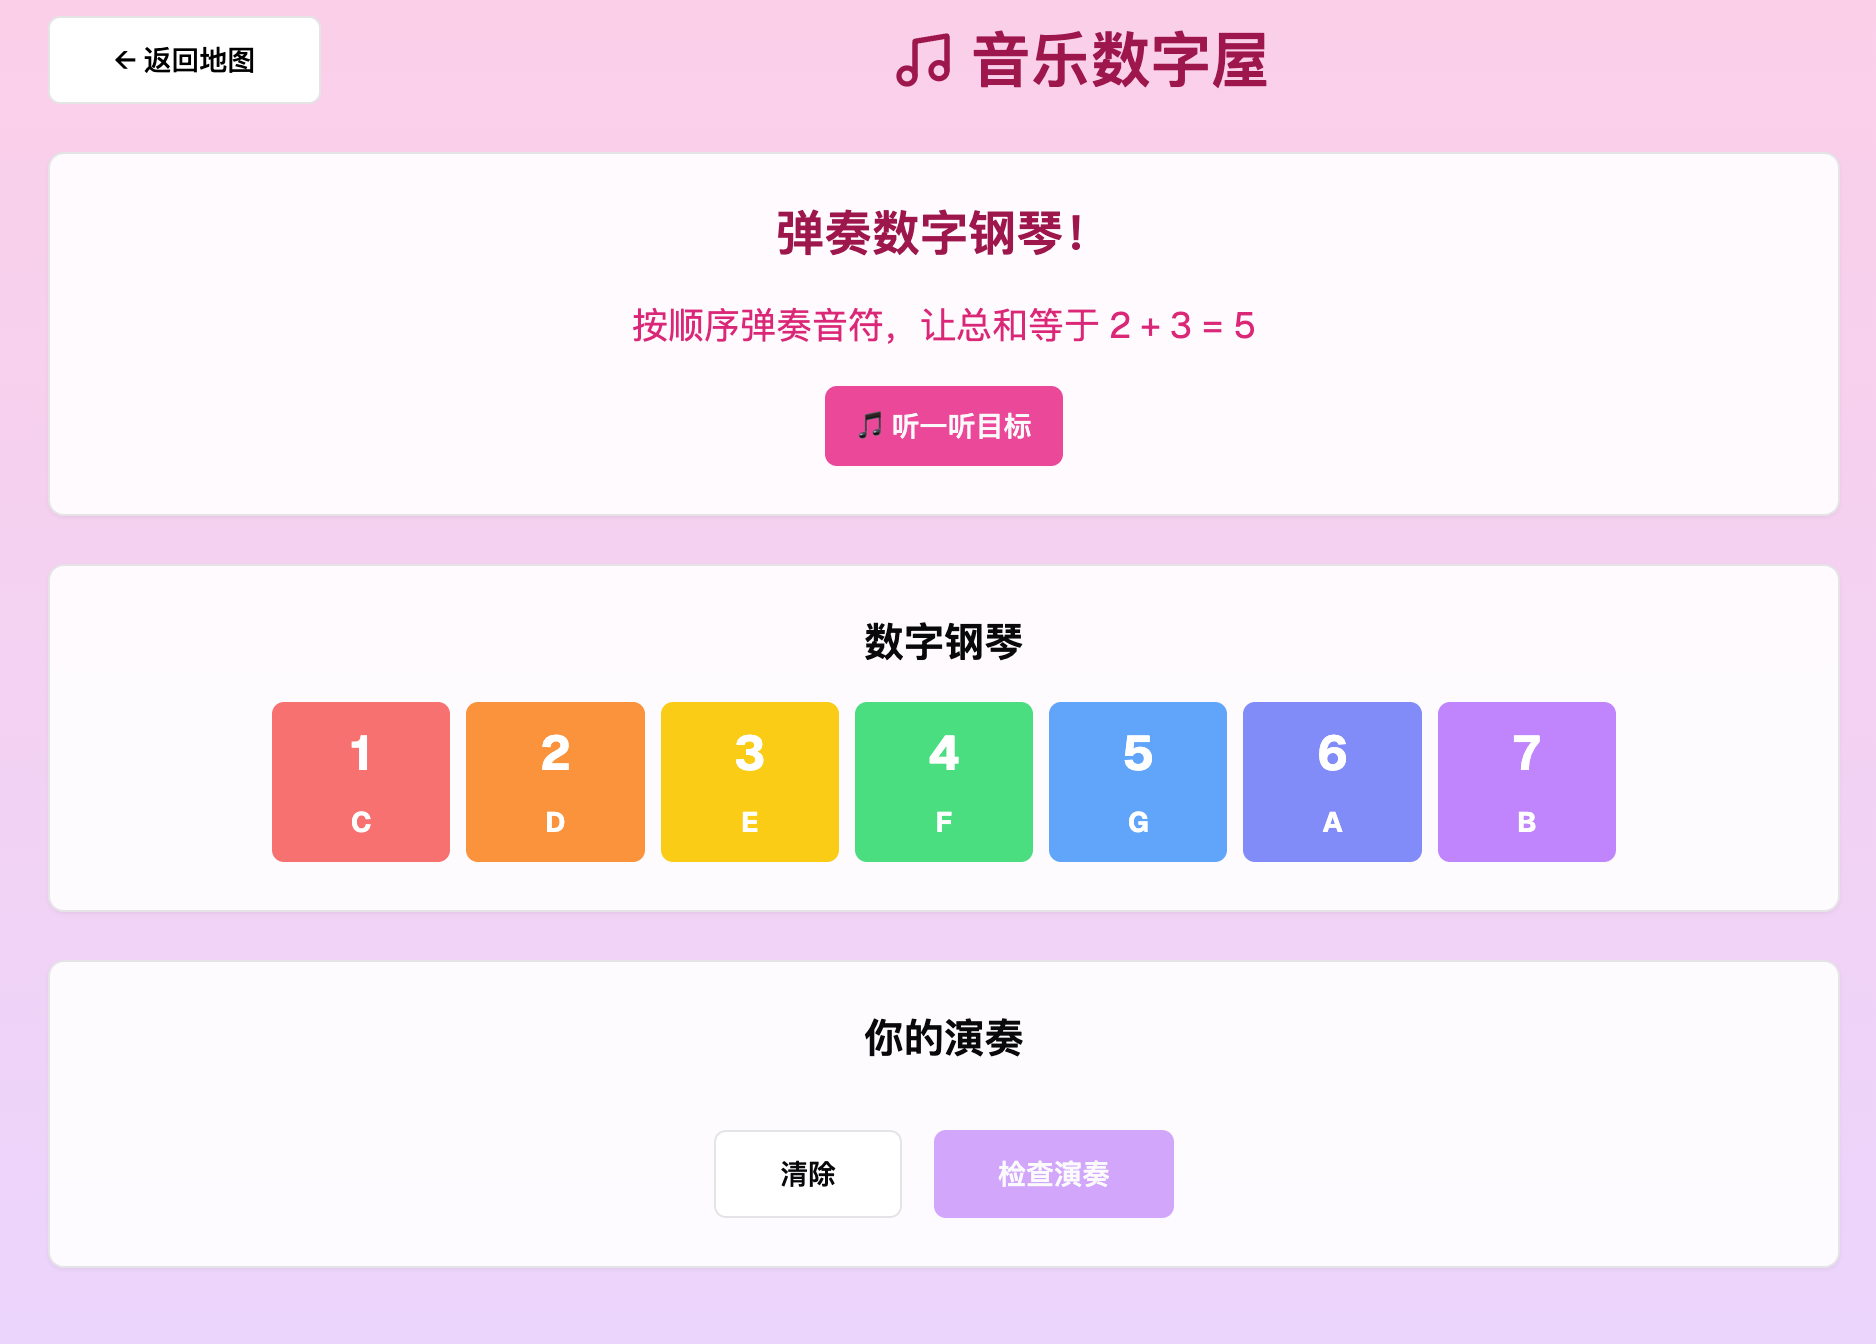 ← 返回地图
音乐数字屋
弹奏数字钢琴！
按顺序弹奏音符，让总和等于 2 + 3 = 5
🎵 听一听目标
数字钢琴
1 2 3 4 5 6 7
C D E F G A B
你的演奏
清除 检查演奏